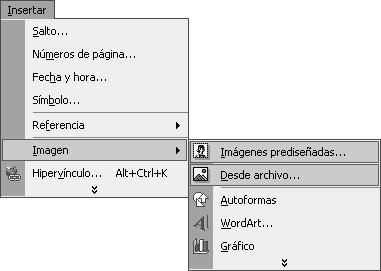 Insertar
Salto...
Números de página...
Fecha y hora...
Símbolo...
Referencia
Imagen
Hipervínculo... Alt+Ctrl+K
Imágenes prediseñadas...
Desde archivo...
Autoformas
WordArt...
Gráfico